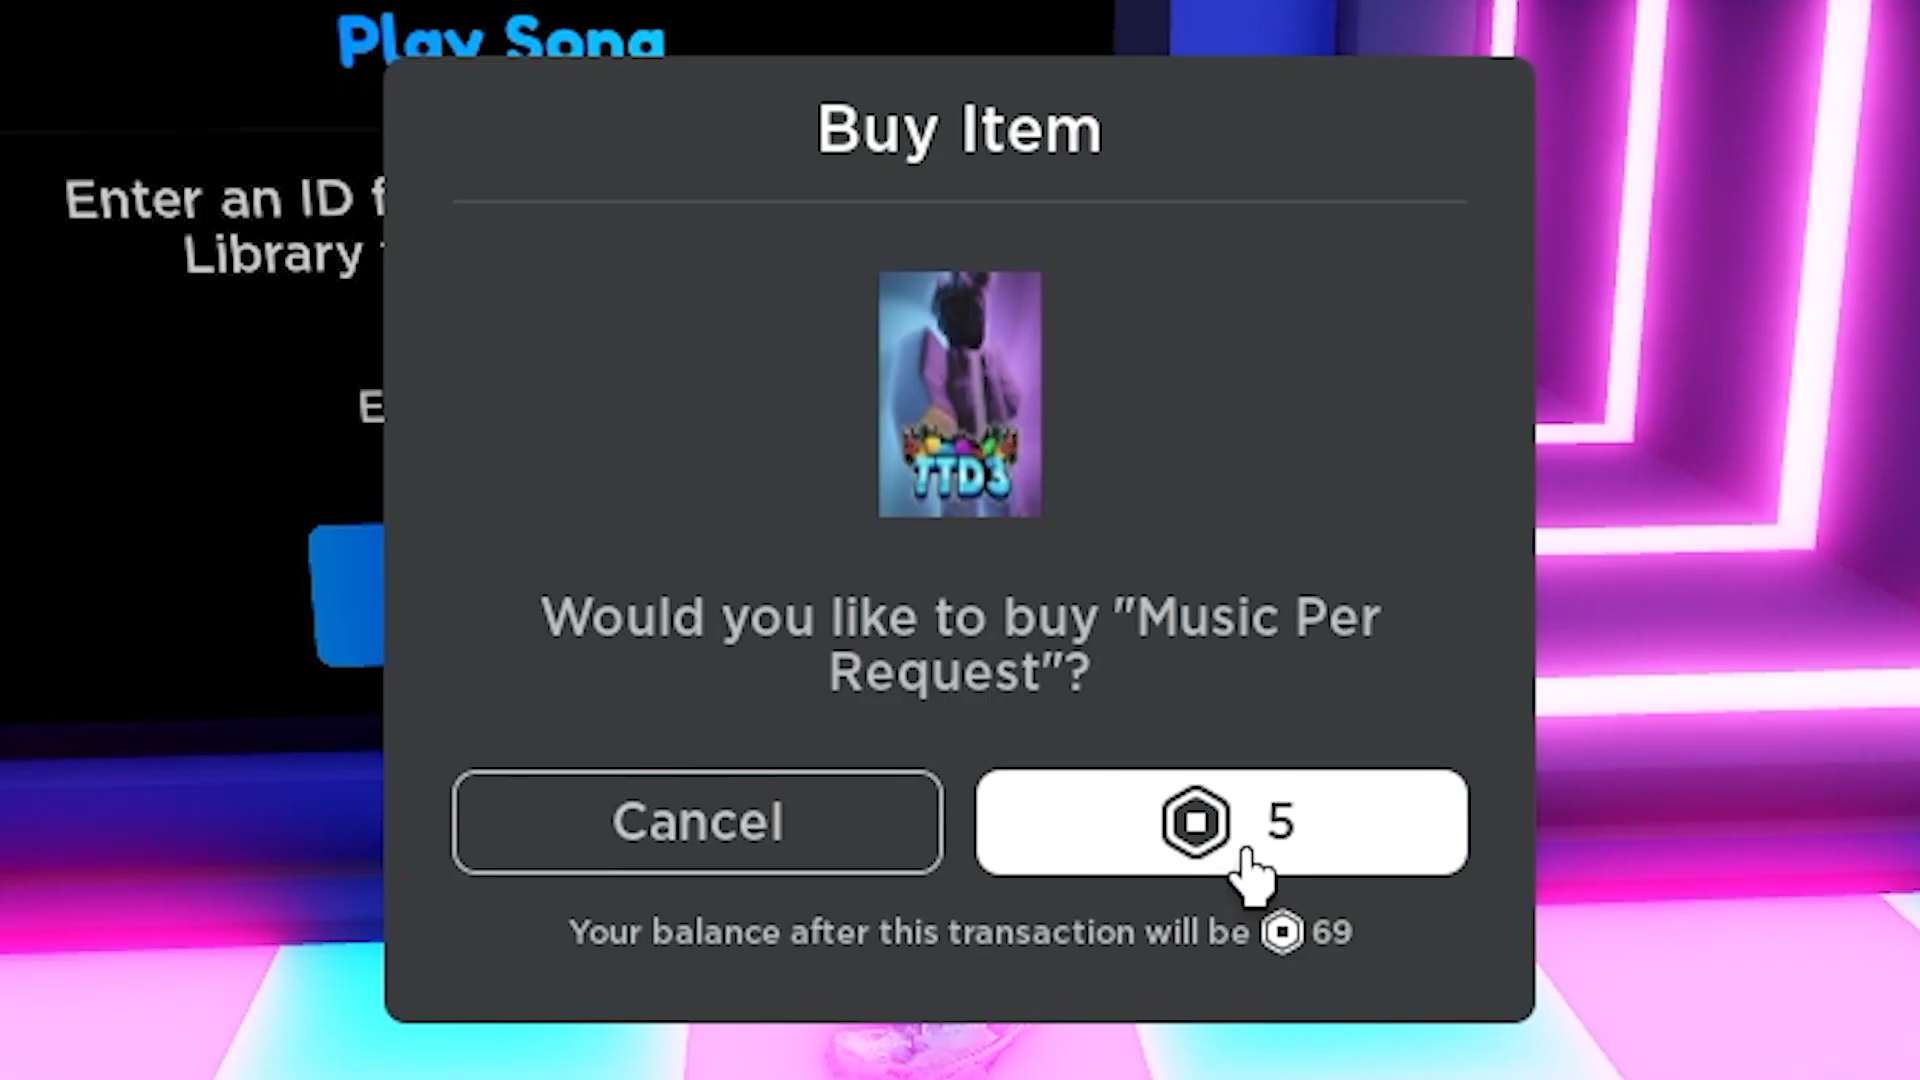 Play Song
Buy Item
Enter an ID
Library
E
TTD3
Would you like to buy "Music Per
Request"?
Cancel
5
Your balance after this transaction will be 69